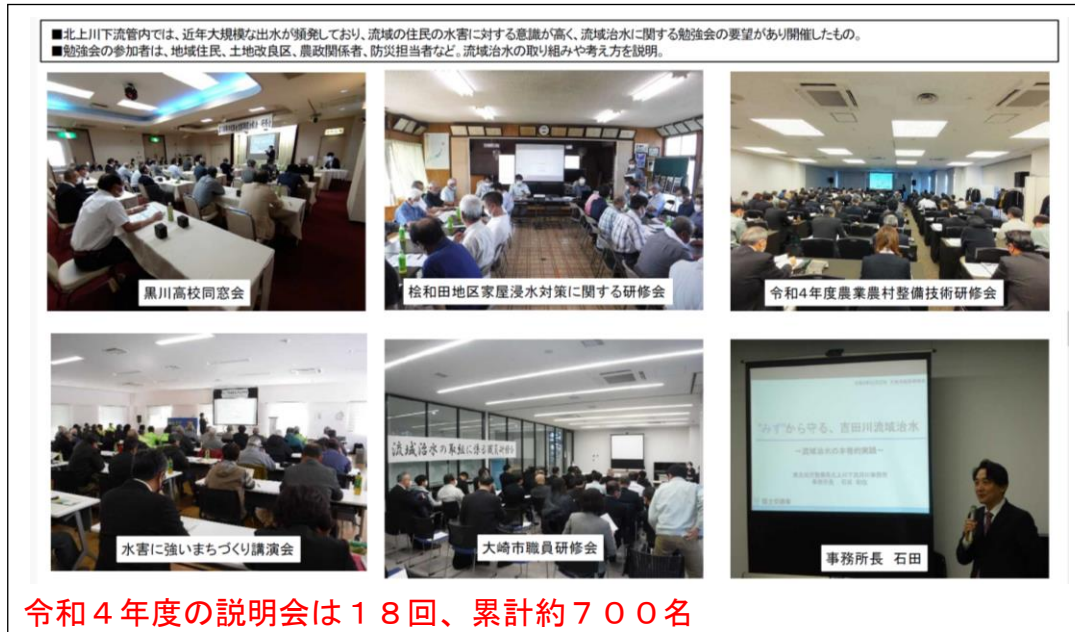 ■北上川下流管内では、近年大規模な出水が頻発しており、流域の住民の水害に対する意識が高く、流域治水に関する勉強会の要望があり開催したもの。
■勉強会の参加者は、地域住民、土地改良区、農政関係者、防災担当者など。流域治水の取り組みや考え方を説明。
黒川高校同窓会
桧和田地区家屋浸水対策に関する研修会
令和4年度農業農村整備技術研修会
流域治水の取組に係る職員研修会
"みず"から守る、吉田川流域治水
～流域治水の本格的実践～
水害に強いまちづくり講演会
大崎市職員研修会
事務所長 石田
令和４年度の説明会は１８回、累計約７００名